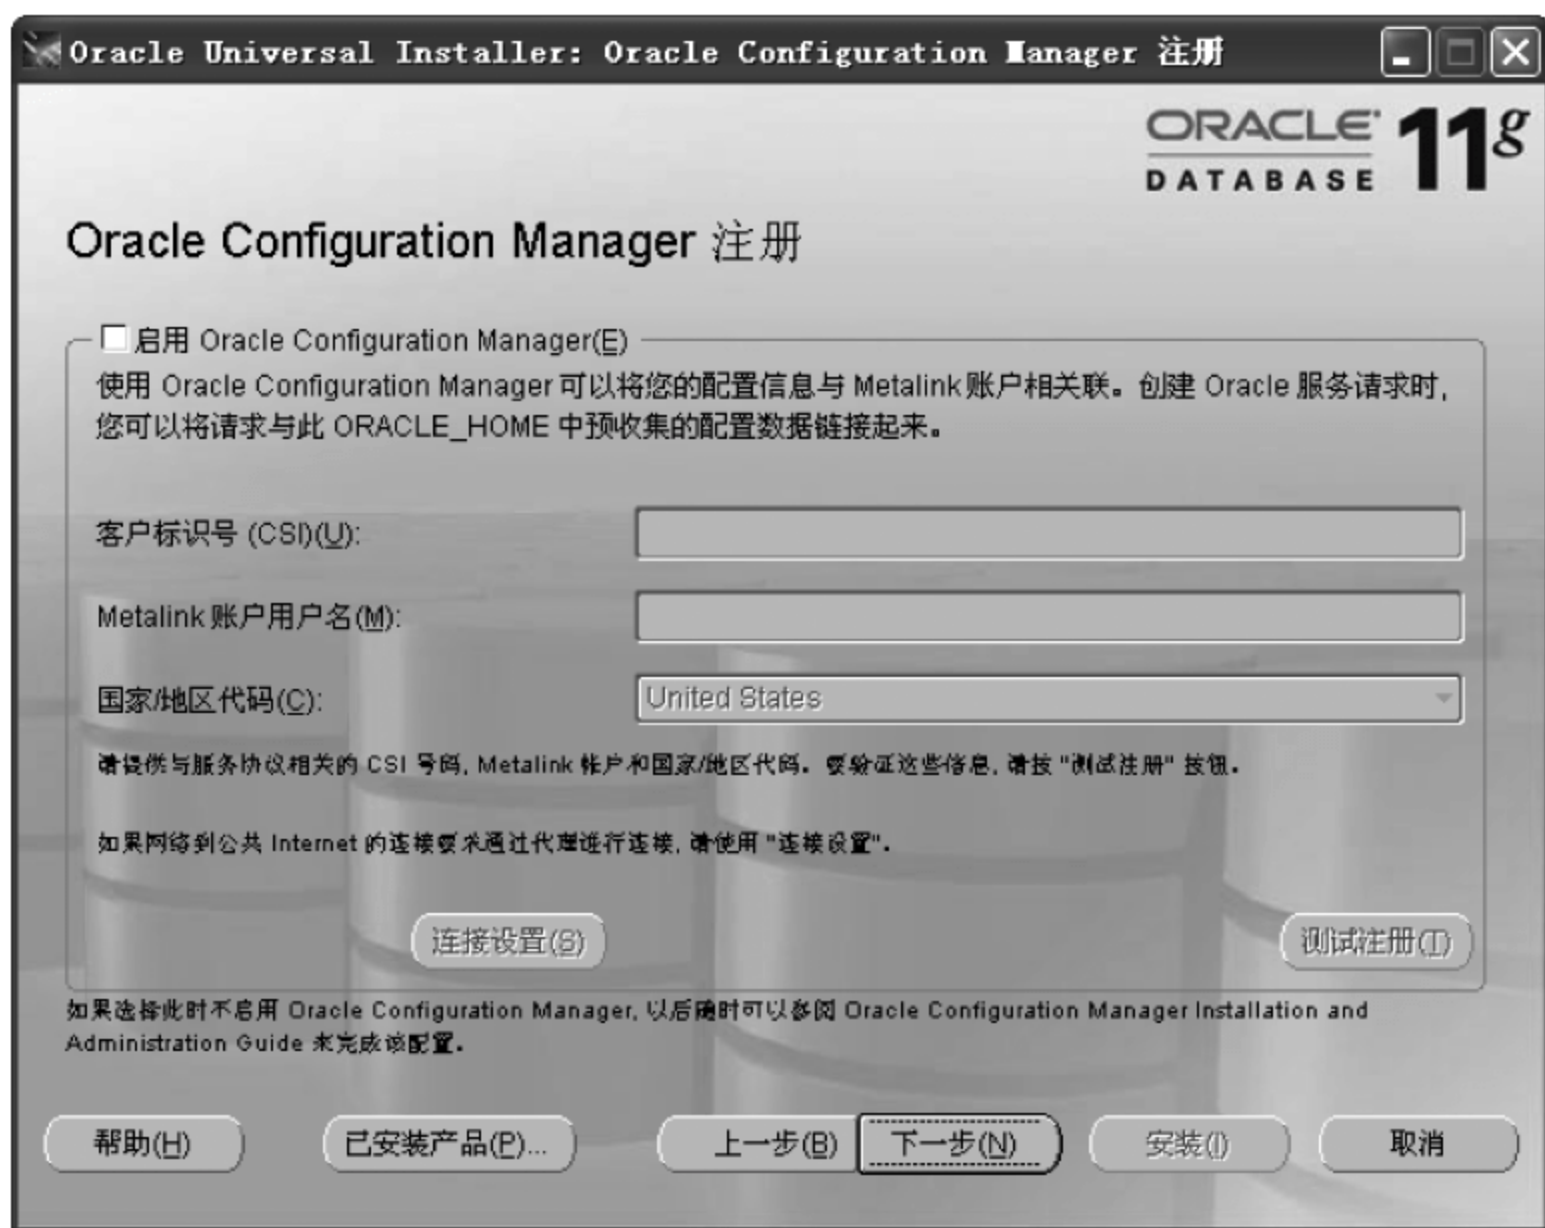 Oracle Universal Installer: Oracle Configuration Manager 注册
ORACLE 11g
DATABASE
Oracle Configuration Manager 注册
启用 Oracle Configuration Manager(E)
使用 Oracle Configuration Manager 可以将您的配置信息与 Metalink 账户相关联。创建 Oracle 服务请求时,
您可以将请求与此 ORACLE_HOME 中预收集的配置数据链接起来。
客户标识号 (CSI)(U):
Metalink 账户用户名(M):
国家/地区代码(C):
United States
请提供与服务协议相关的 CSI 号码, Metalink 帐户和国家/地区代码。要验证这些信息, 请按 "测试注册" 按钮。
如果网络到公共 Internet 的连接要求通过代理进行连接, 请使用 "连接设置"。
连接设置(S)
测试注册(T)
如果选择此时不启用 Oracle Configuration Manager, 以后随时可以参阅 Oracle Configuration Manager Installation and
Administration Guide 来完成该配置。
帮助(H)
已安装产品(P)...
上一步(B)
下一步(N)
安装(I)
取消